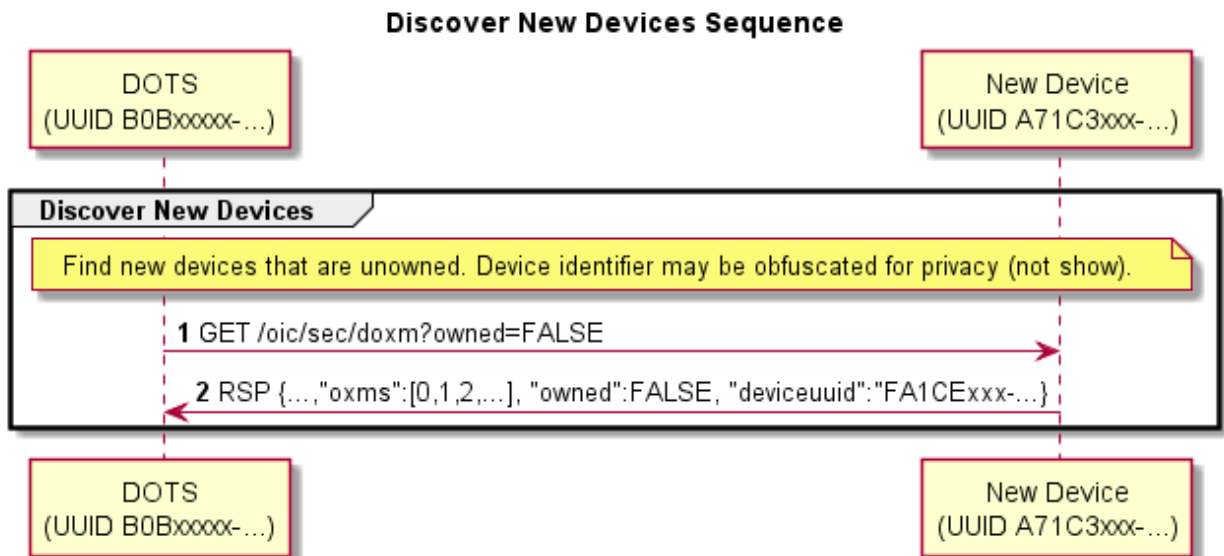 Discover New Devices Sequence
DOTS
(UUID B0Bxxxxx-...)
New Device
(UUID A71C3xxx-...)
Discover New Devices
Find new devices that are unowned. Device identifier may be obfuscated for privacy (not show).
1 GET /oic/sec/doxm?owned=FALSE
2 RSP {...,"oxms":[0,1,2,...], "owned":FALSE, "deviceuuid":"FA1CExxx-...}
DOTS
(UUID B0Bxxxxx-...)
New Device
(UUID A71C3xxx-...)